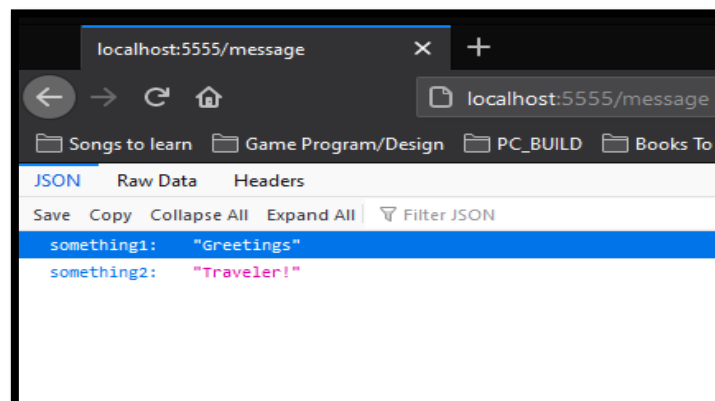 localhost:5555/message
localhost:5555/message
Songs to learn Game Program/Design PC_BUILD Books To
JSON Raw Data Headers
Save Copy Collapse All Expand All Filter JSON
something1: "Greetings"
something2: "Traveler!"